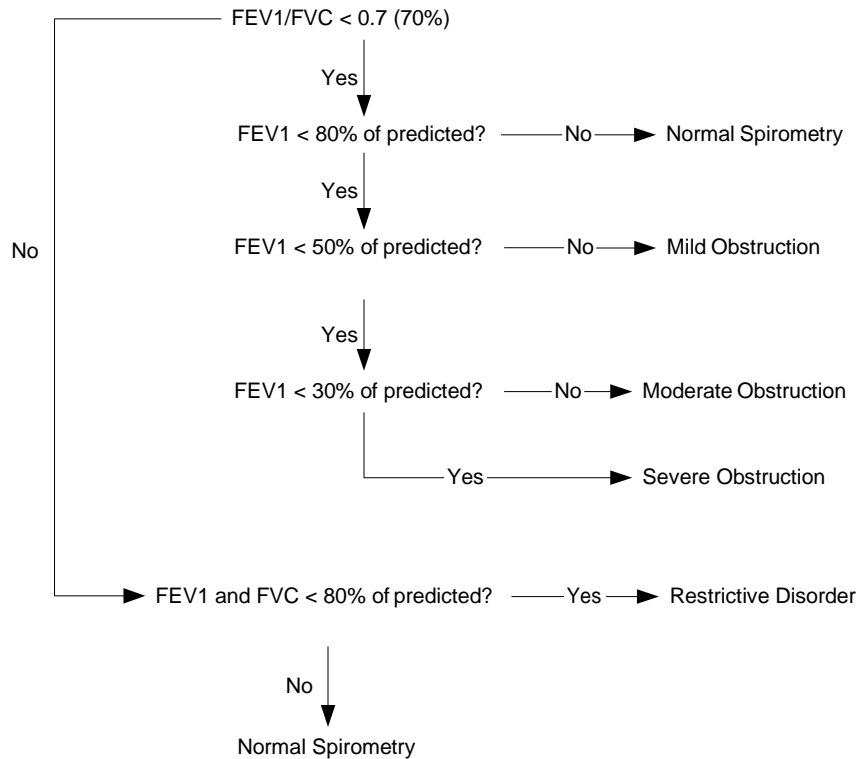 FEV1/FVC < 0.7 (70%)
Yes
FEV1 < 80% of predicted?
No
Normal Spirometry
Yes
No
FEV1 < 50% of predicted?
No
Mild Obstruction
Yes
FEV1 < 30% of predicted?
No
Moderate Obstruction
Yes
Severe Obstruction
FEV1 and FVC < 80% of predicted?
Yes
Restrictive Disorder
No
Normal Spirometry